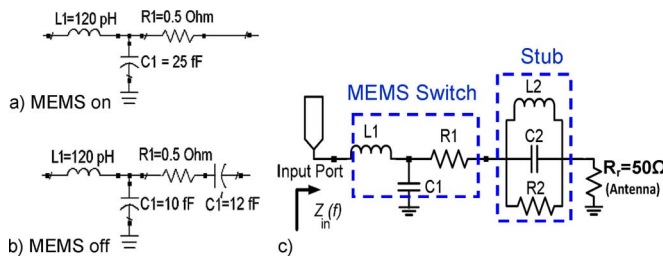 L1=120 pH R1=0.5 Ohm
C1 = 25 fF
a) MEMS on
L1=120 pH R1=0.5 Ohm
C1=10 fF C1=12 fF
b) MEMS off
Stub
MEMS Switch
L2
L1
R1
C2
Input Port
C1
R2
Rr=50Ω
(Antenna)
Zin(f)
c)